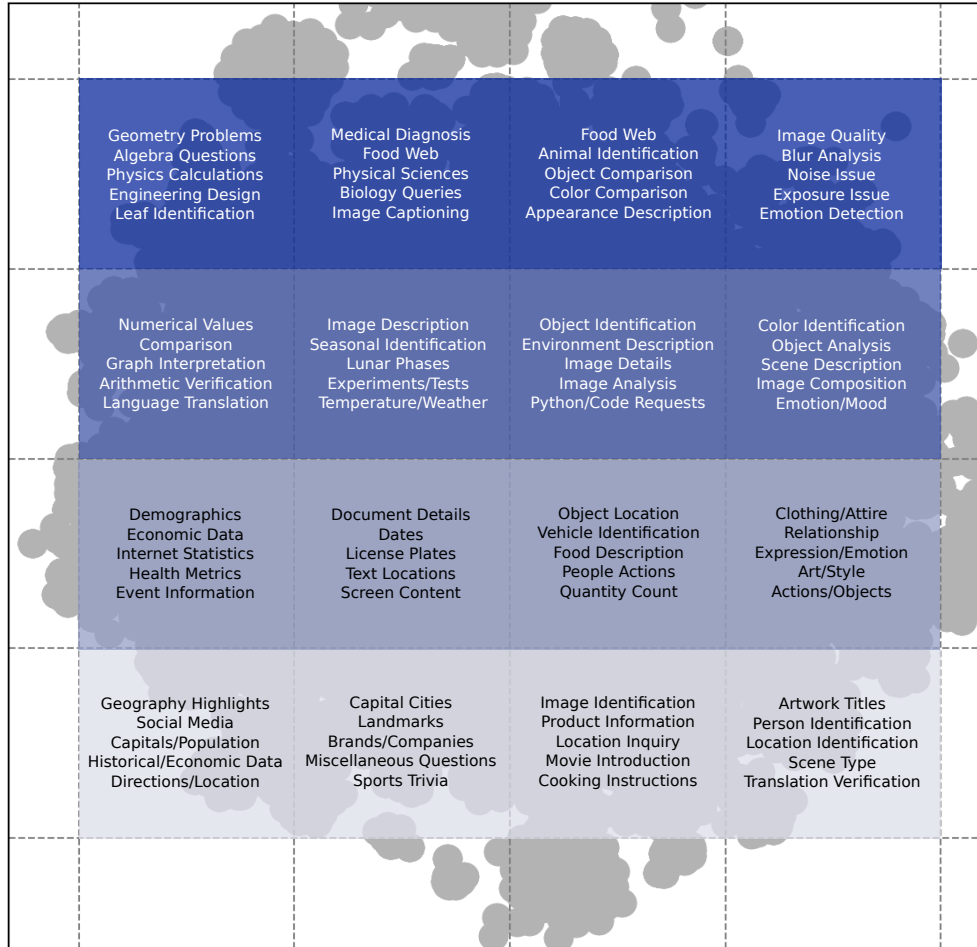 Geometry Problems
Algebra Questions
Physics Calculations
Engineering Design
Leaf Identification
Medical Diagnosis
Food Web
Physical Sciences
Biology Queries
Image Captioning
Food Web
Animal Identification
Object Comparison
Color Comparison
Appearance Description
Image Quality
Blur Analysis
Noise Issue
Exposure Issue
Emotion Detection
Numerical Values
Comparison
Graph Interpretation
Arithmetic Verification
Language Translation
Image Description
Seasonal Identification
Lunar Phases
Experiments/Tests
Temperature/Weather
Object Identification
Environment Description
Image Details
Image Analysis
Python/Code Requests
Color Identification
Object Analysis
Scene Description
Image Composition
Emotion/Mood
Demographics
Economic Data
Internet Statistics
Health Metrics
Event Information
Document Details
Dates
License Plates
Text Locations
Screen Content
Object Location
Vehicle Identification
Food Description
People Actions
Quantity Count
Clothing/Attire
Relationship
Expression/Emotion
Art/Style
Actions/Objects
Geography Highlights
Social Media
Capitals/Population
Historical/Economic Data
Directions/Location
Capital Cities
Landmarks
Brands/Companies
Miscellaneous Questions
Sports Trivia
Image Identification
Product Information
Location Inquiry
Movie Introduction
Cooking Instructions
Artwork Titles
Person Identification
Location Identification
Scene Type
Translation Verification